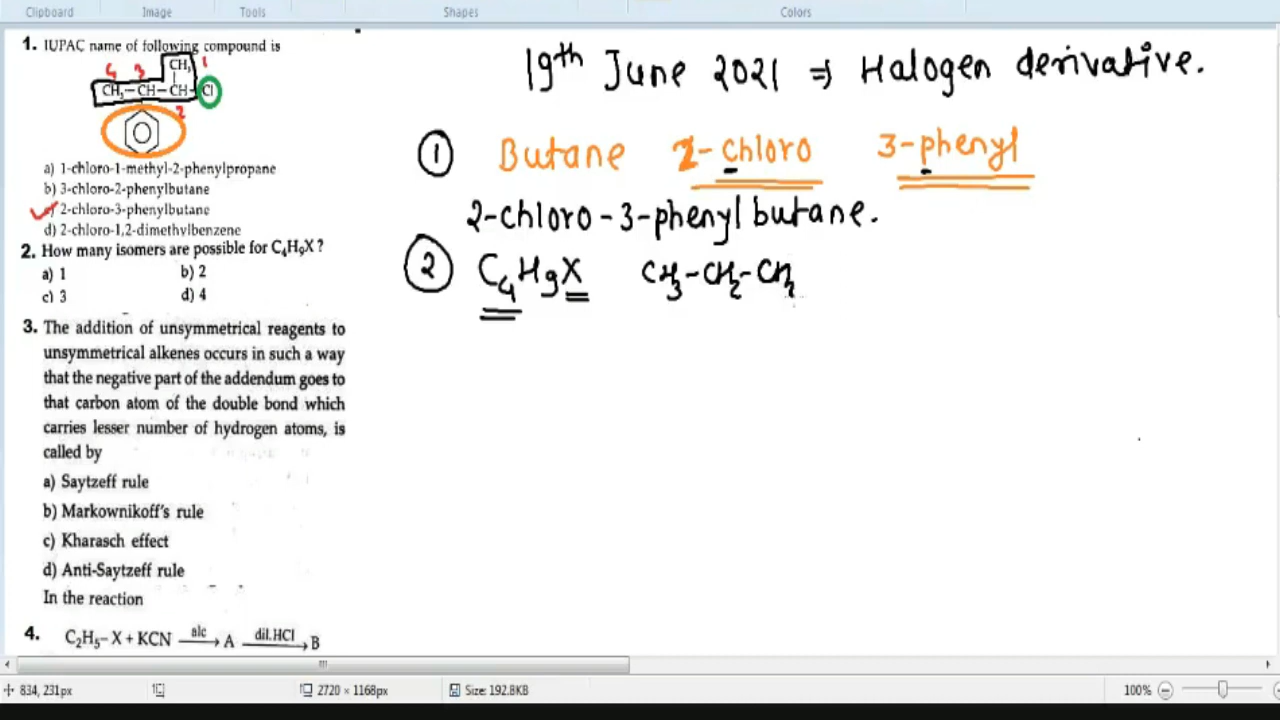 Clipboard Image Tools Shapes Colors
1. IUPAC name of following compound is
CH3 1
4 3
CH3 – CH – CH – Cl
2
a) 1-chloro-1-methyl-2-phenylpropane
b) 3-chloro-2-phenylbutane
c) 2-chloro-3-phenylbutane
d) 2-chloro-1,2-dimethylbenzene
2. How many isomers are possible for C4H9X?
a) 1 b) 2
c) 3 d) 4
3. The addition of unsymmetrical reagents to
unsymmetrical alkenes occurs in such a way
that the negative part of the addendum goes to
that carbon atom of the double bond which
carries lesser number of hydrogen atoms, is
called by
a) Saytzeff rule
b) Markownikoff's rule
c) Kharasch effect
d) Anti-Saytzeff rule
In the reaction
4. C2H5– X + KCN alc → A dil.HCl → B
19th June 2021 ⇒ Halogen derivative.
1 Butane 2-chloro 3-phenyl
2-chloro-3-phenylbutane.
2 C4H9X CH3-CH2-CH2
834, 231px 2720 × 1168px Size: 192.8KB 100%